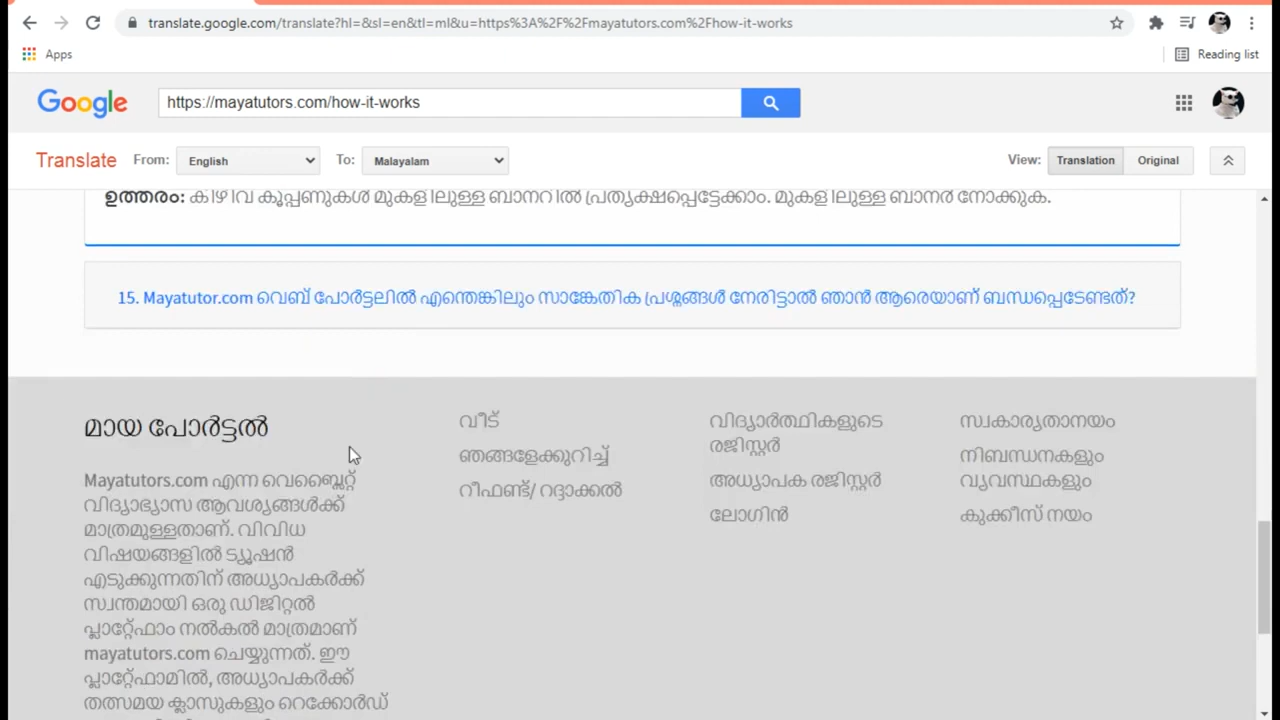 translate.google.com/translate?hl=&sl=en&tl=ml&u=https%3A%2F%2Fmayatutors.com%2Fhow-it-works
Apps
Reading list
Google
https://mayatutors.com/how-it-works
Translate From: English To: Malayalam View: Translation Original
ഉത്തരം: കിഴിവ് കൂപ്പണുകൾ മുകളിലുള്ള ബാനറിൽ പ്രത്യക്ഷപ്പെട്ടേക്കാം. മുകളിലുള്ള ബാനർ നോക്കുക.
15. Mayatutor.com വെബ് പോർട്ടലിൽ എന്തെങ്കിലും സാങ്കേതിക പ്രശ്നങ്ങൾ നേരിട്ടാൽ ഞാൻ ആരെയാണ് ബന്ധപ്പെടേണ്ടത്?
മായ പോർട്ടൽ
Mayatutors.com എന്ന വെബ്സൈറ്റ്
വിദ്യാഭ്യാസ ആവശ്യങ്ങൾക്ക്
മാത്രമുള്ളതാണ്. വിവിധ
വിഷയങ്ങളിൽ ട്യൂഷൻ
എടുക്കുന്നതിന് അധ്യാപകർക്ക്
സ്വന്തമായി ഒരു ഡിജിറ്റൽ
പ്ലാറ്റ്ഫോം നൽകൽ മാത്രമാണ്
mayatutors.com ചെയ്യുന്നത്. ഈ
പ്ലാറ്റ്ഫോമിൽ, അധ്യാപകർക്ക്
തത്സമയ ക്ലാസുകളും റെക്കോർഡ്
വീട്
ഞങ്ങളേക്കുറിച്ച്
റീഫണ്ട്/ റദ്ദാക്കൽ
വിദ്യാർത്ഥികളുടെ
രജിസ്റ്റർ
അധ്യാപക രജിസ്റ്റർ
ലോഗിൻ
സ്വകാര്യതാനയം
നിബന്ധനകളും
വ്യവസ്ഥകളും
കുക്കീസ് നയം